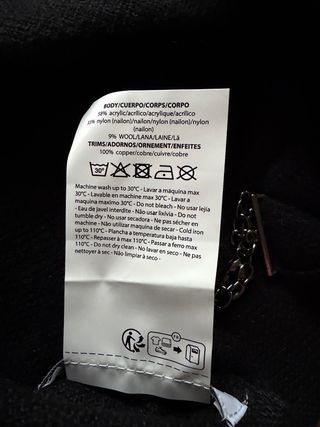 BODY/CUERPO/CORPS/CORPO
58% acrylic/acrílico/acrylique/acrílico
33% nylon (nailon)/nailon/nylon (nailon)/nylon
(nailon)
9% WOOL/LANA/LAINE/Lã
TRIMS/ADORNOS/ORNEMENT/ENFEITES
100% copper/cobre/cuivre/cobre
30°
Machine wash up to 30°C - Lavar a máquina max
30°C - Lavable en machine max 30°C - Lavar a
maquina maximo 30°C - Do not bleach - No usar lejia
- Eau de javel interdite - Não usar lixívia - Do not
tumble dry - No usar secadora - Ne pas sécher en
machine - Não utilizar maquina de secar - Cold iron
up to 110°C - Plancha a temperatura baja hasta
110°C - Repasser à max 110°C - Passar a ferro max
110°C - Do not dry clean - No lavar en seco - Ne pas
nettoyer à sec - Não limpar à seco -
FR